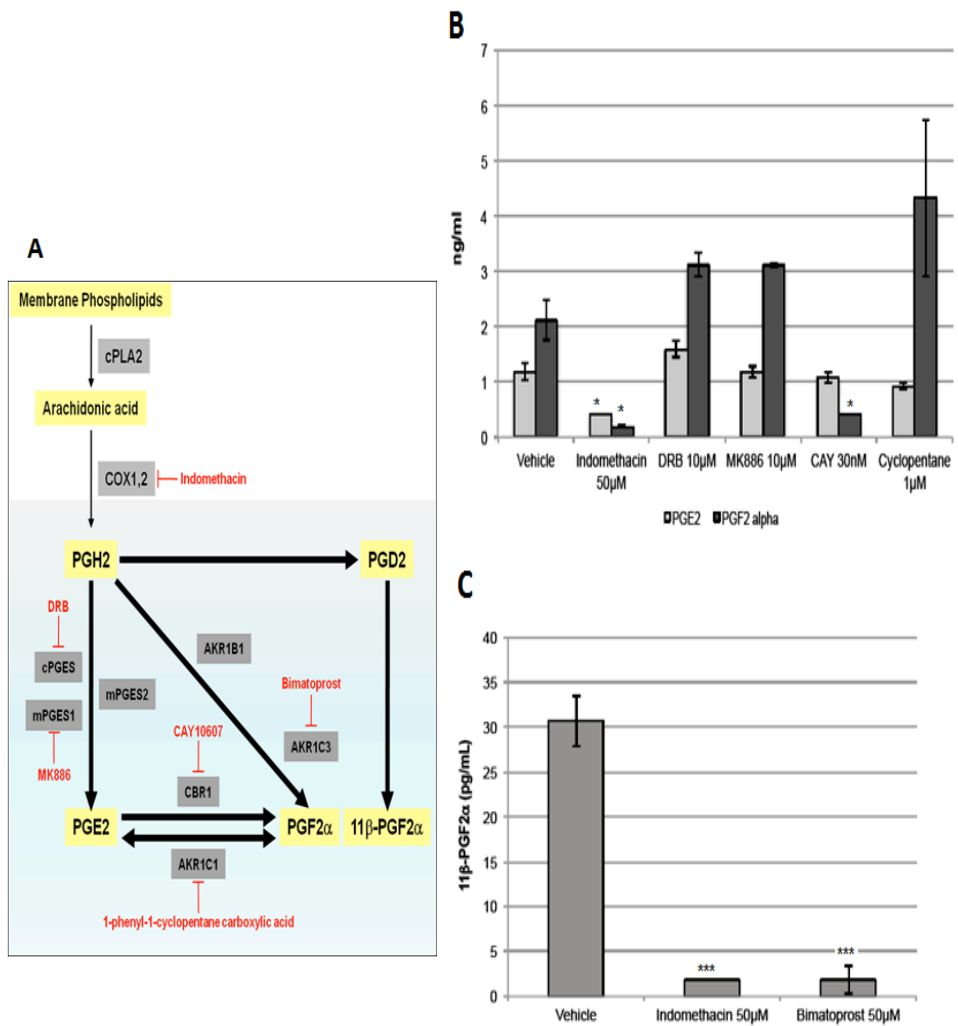 A
Membrane Phospholipids
cPLA2
Arachidonic acid
COX1,2
Indomethacin
PGH2
PGD2
DRB
cPGES
AKR1B1
mPGES2
Bimatoprost
mPGES1
CAY10607
AKR1C3
MK886
CBR1
PGE2
PGF2α
11β-PGF2α
AKR1C1
1-phenyl-1-cyclopentane carboxylic acid
B
7
6
5
4
3
2
1
0
ng/ml
*
*
*
Vehicle
Indomethacin
50µM
DRB 10µM
MK886 10µM
CAY 30nM
Cyclopentane
1µM
PGE2
PGF2 alpha
C
40
35
30
25
20
15
10
5
0
11β-PGF2α (pg/mL)
***
***
Vehicle
Indomethacin 50µM
Bimatoprost 50µM